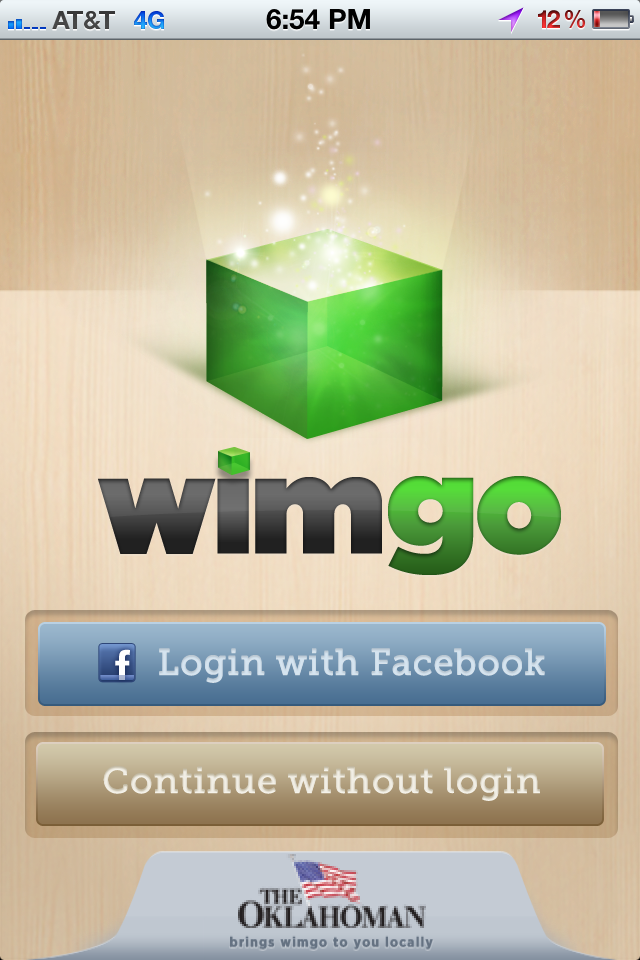 AT&T 4G 6:54 PM 12%
wimgo
f Login with Facebook
Continue without login
THE
OKLAHOMAN
brings wimgo to you locally